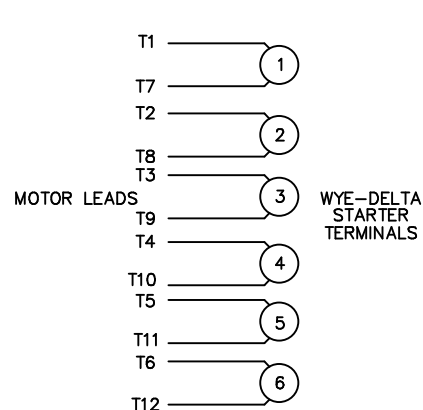 T1
1
T7
T2
2
T8
T3
MOTOR LEADS
3
WYE-DELTA
STARTER
TERMINALS
T9
T4
4
T10
T5
5
T11
T6
6
T12